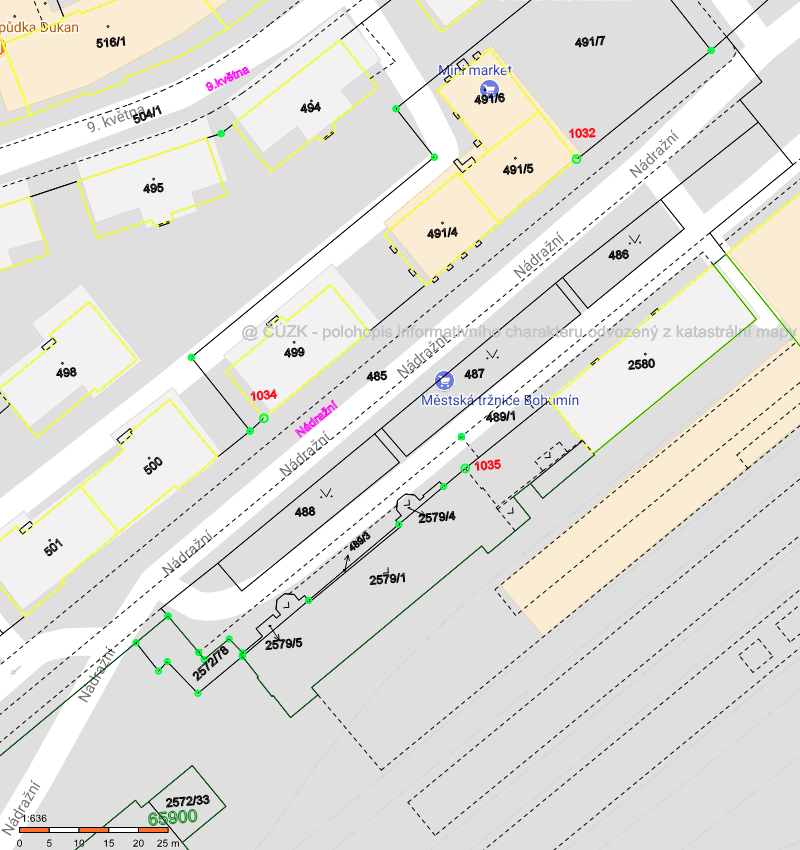 půdka Dukan
516/1
9.května
9. května
504/1
494
495
491/7
Mini market
491/6
1032
491/5
Nádražní
491/4
486
Nádražní
@ ČÚZK - polohopis informativního charakteru odvozený z katastrální mapy
499
498
485
Nádražní
487
2580
1034
Městská tržnice Bohumín
489/1
Nádražní
Nádražní
500
1035
488
2579/4
501
Nádražní
489/3
2579/1
2579/5
2572/78
Nádražní
Nádražní
2572/33
65900
1:636
0 5 10 15 20 25 m